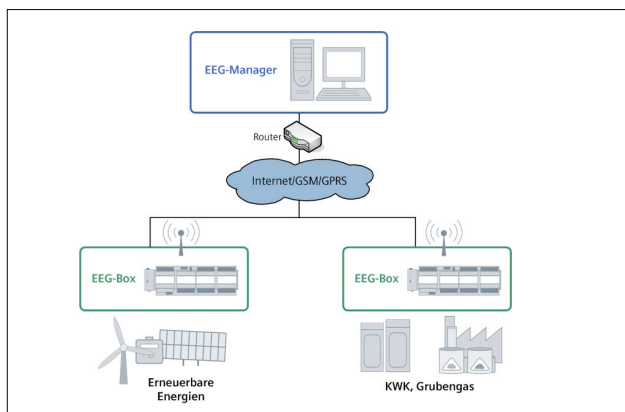 EEG-Manager
Router
Internet/GSM/GPRS
EEG-Box
EEG-Box
Erneuerbare
Energien
KWK, Grubengas